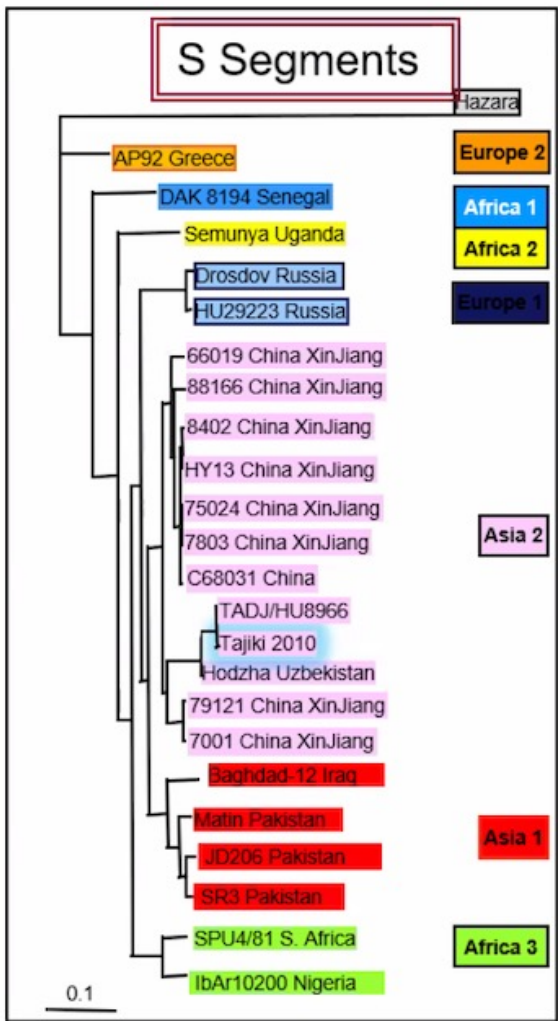 S Segments
Hazara
AP92 Greece
Europe 2
DAK 8194 Senegal
Africa 1
Semunya Uganda
Africa 2
Drosdov Russia
Europe 1
HU29223 Russia
66019 China XinJiang
88166 China XinJiang
8402 China XinJiang
HY13 China XinJiang
75024 China XinJiang
7803 China XinJiang
Asia 2
C68031 China
TADJ/HU8966
Tajiki 2010
Hodzha Uzbekistan
79121 China XinJiang
7001 China XinJiang
Baghdad-12 Iraq
Matin Pakistan
Asia 1
JD206 Pakistan
SR3 Pakistan
SPU4/81 S. Africa
Africa 3
IbAr10200 Nigeria
0.1